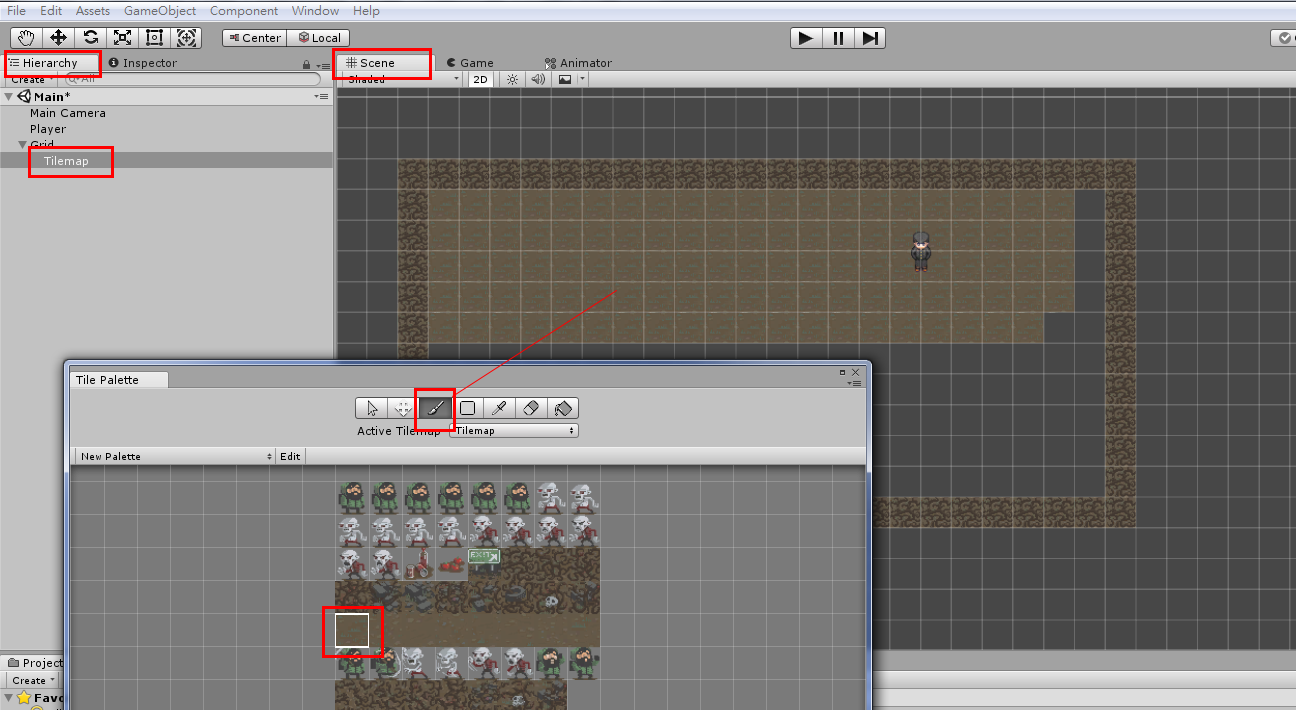 File Edit Assets GameObject Component Window Help
Center Local
Hierarchy Inspector Scene Game Animator
Create All Shaded 2D
Main*
Main Camera
Player
Grid
Tilemap
Tile Palette
Active Tilemap Tilemap
New Palette Edit
EXIT
Project
Create